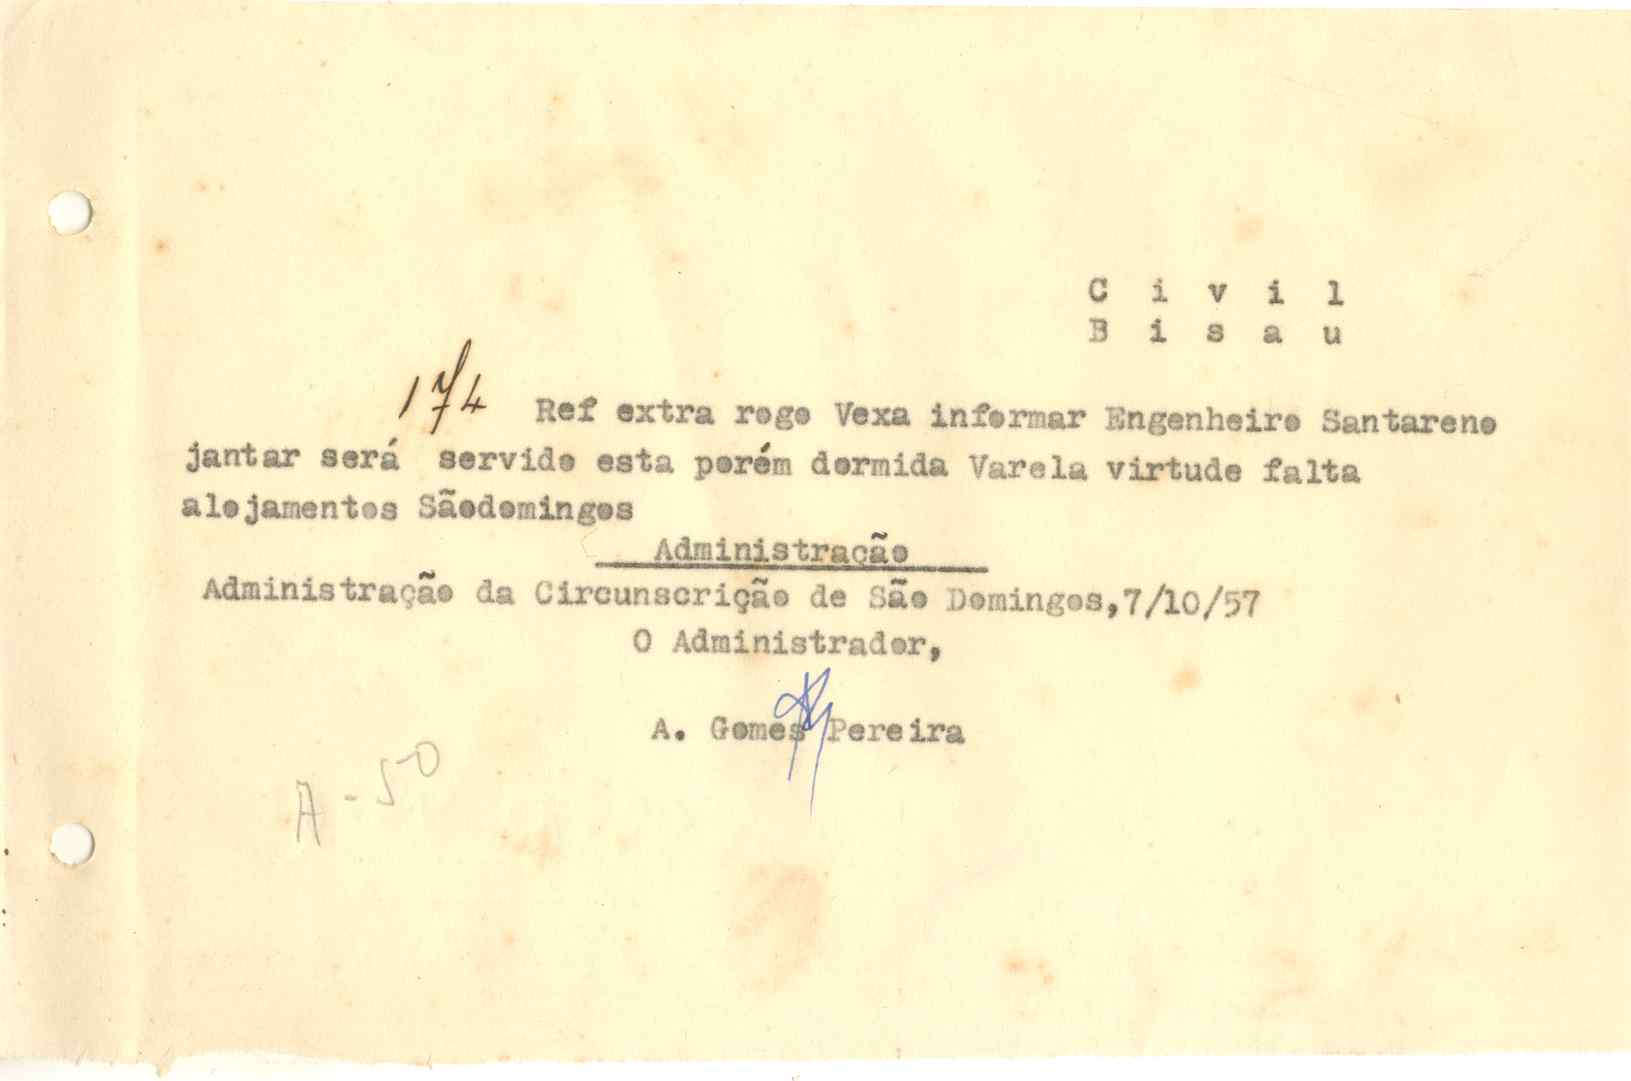 C i v i l
B i s a u
174 Ref extra rogo Vexa informar Engenheiro Santareno
jantar será servido esta porém dormida Varela virtude falta
alojamentos Sãodomingos
Administração
Administração da Circunscrição de São Domingos,7/10/57
O Administrador,
A. Gomes Pereira
A-50